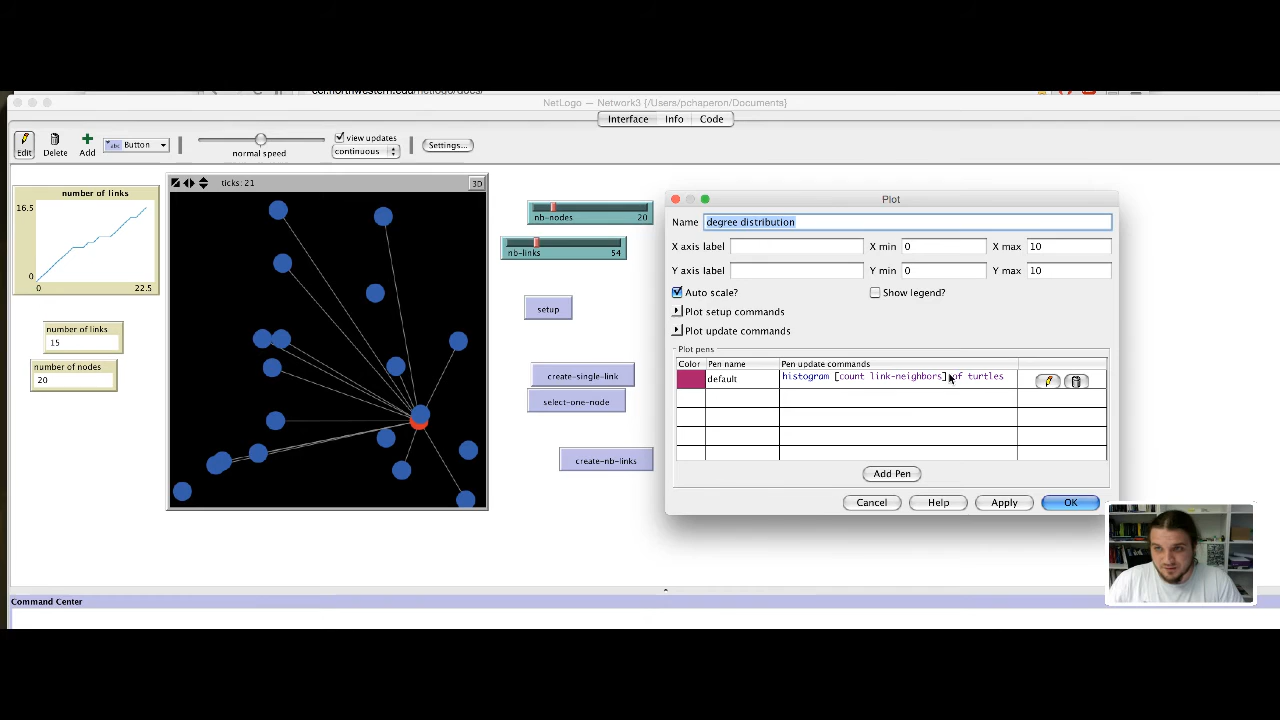 NetLogo — Network3 {/Users/pchaperon/Documents}
Interface Info Code
Edit Delete Add Button normal speed view updates continuous Settings...
number of links
16.5
0
0 22.5
number of links
15
number of nodes
20
ticks: 21 3D
nb-nodes 20
nb-links 54
setup
create-single-link
select-one-node
create-nb-links
Plot
Name degree distribution
X axis label X min 0 X max 10
Y axis label Y min 0 Y max 10
Auto scale? Show legend?
Plot setup commands
Plot update commands
Plot pens
Color Pen name Pen update commands
default histogram [count link-neighbors] of turtles
Add Pen
Cancel Help Apply OK
Command Center